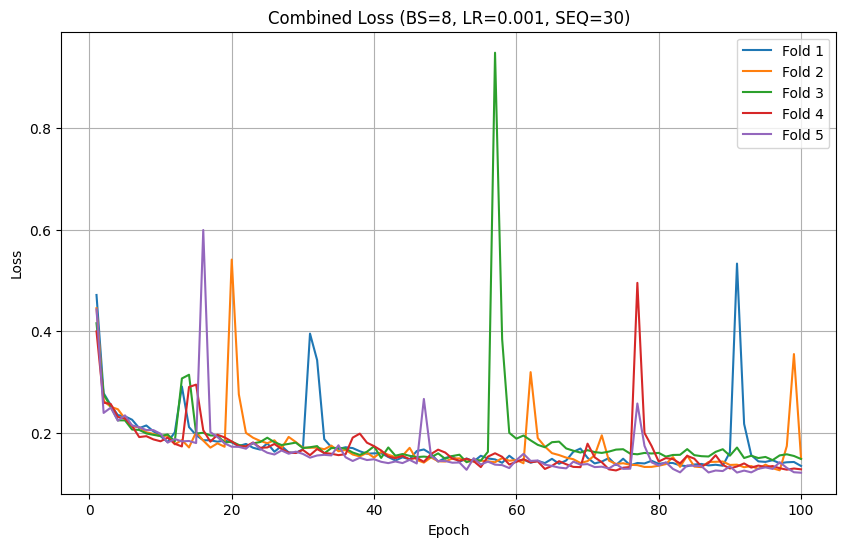 Combined Loss (BS=8, LR=0.001, SEQ=30)
Fold 1
Fold 2
Fold 3
Fold 4
Fold 5
Loss
0.8
0.6
0.4
0.2
0 20 40 60 80 100
Epoch